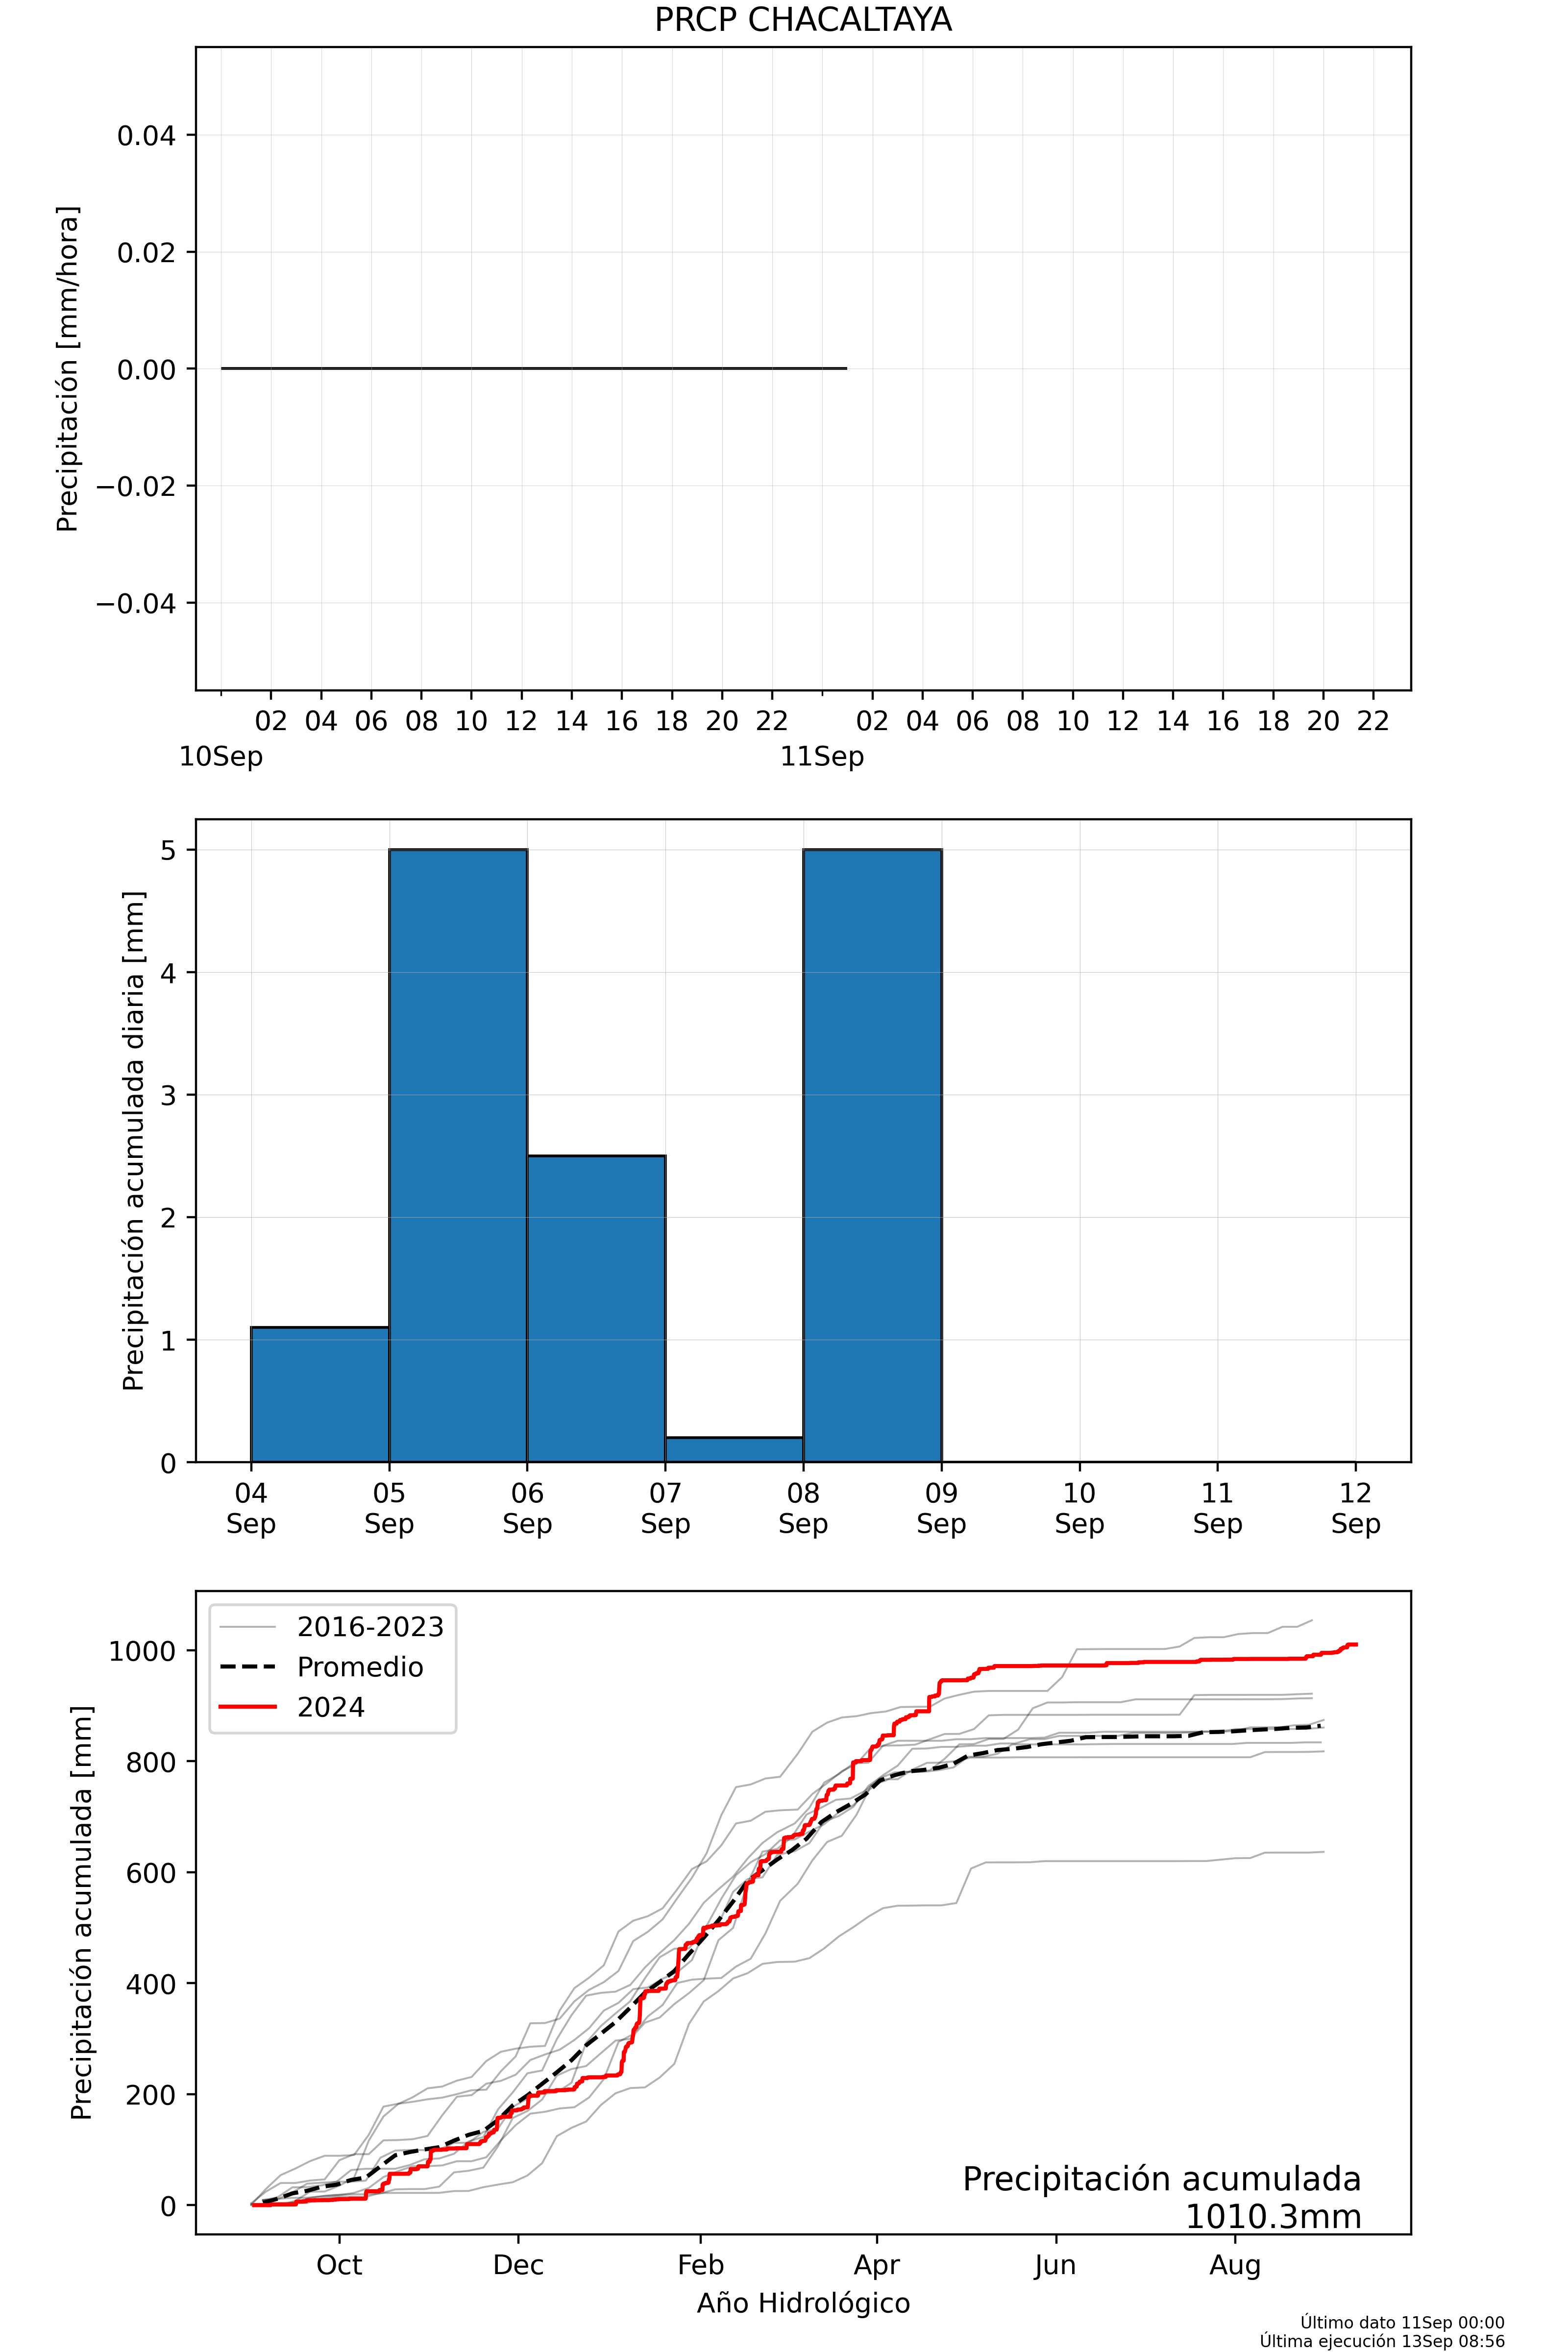 PRCP CHACALTAYA
Precipitación [mm/hora]
0.04
0.02
0.00
−0.02
−0.04
02 04 06 08 10 12 14 16 18 20 22 02 04 06 08 10 12 14 16 18 20 22
10Sep 11Sep
Precipitación acumulada diaria [mm]
5
4
3
2
1
0
04 05 06 07 08 09 10 11 12
Sep Sep Sep Sep Sep Sep Sep Sep Sep
Precipitación acumulada [mm]
1000
800
600
400
200
0
2016-2023
Promedio
2024
Precipitación acumulada
1010.3mm
Oct Dec Feb Apr Jun Aug
Año Hidrológico
Último dato 11Sep 00:00
Última ejecución 13Sep 08:56